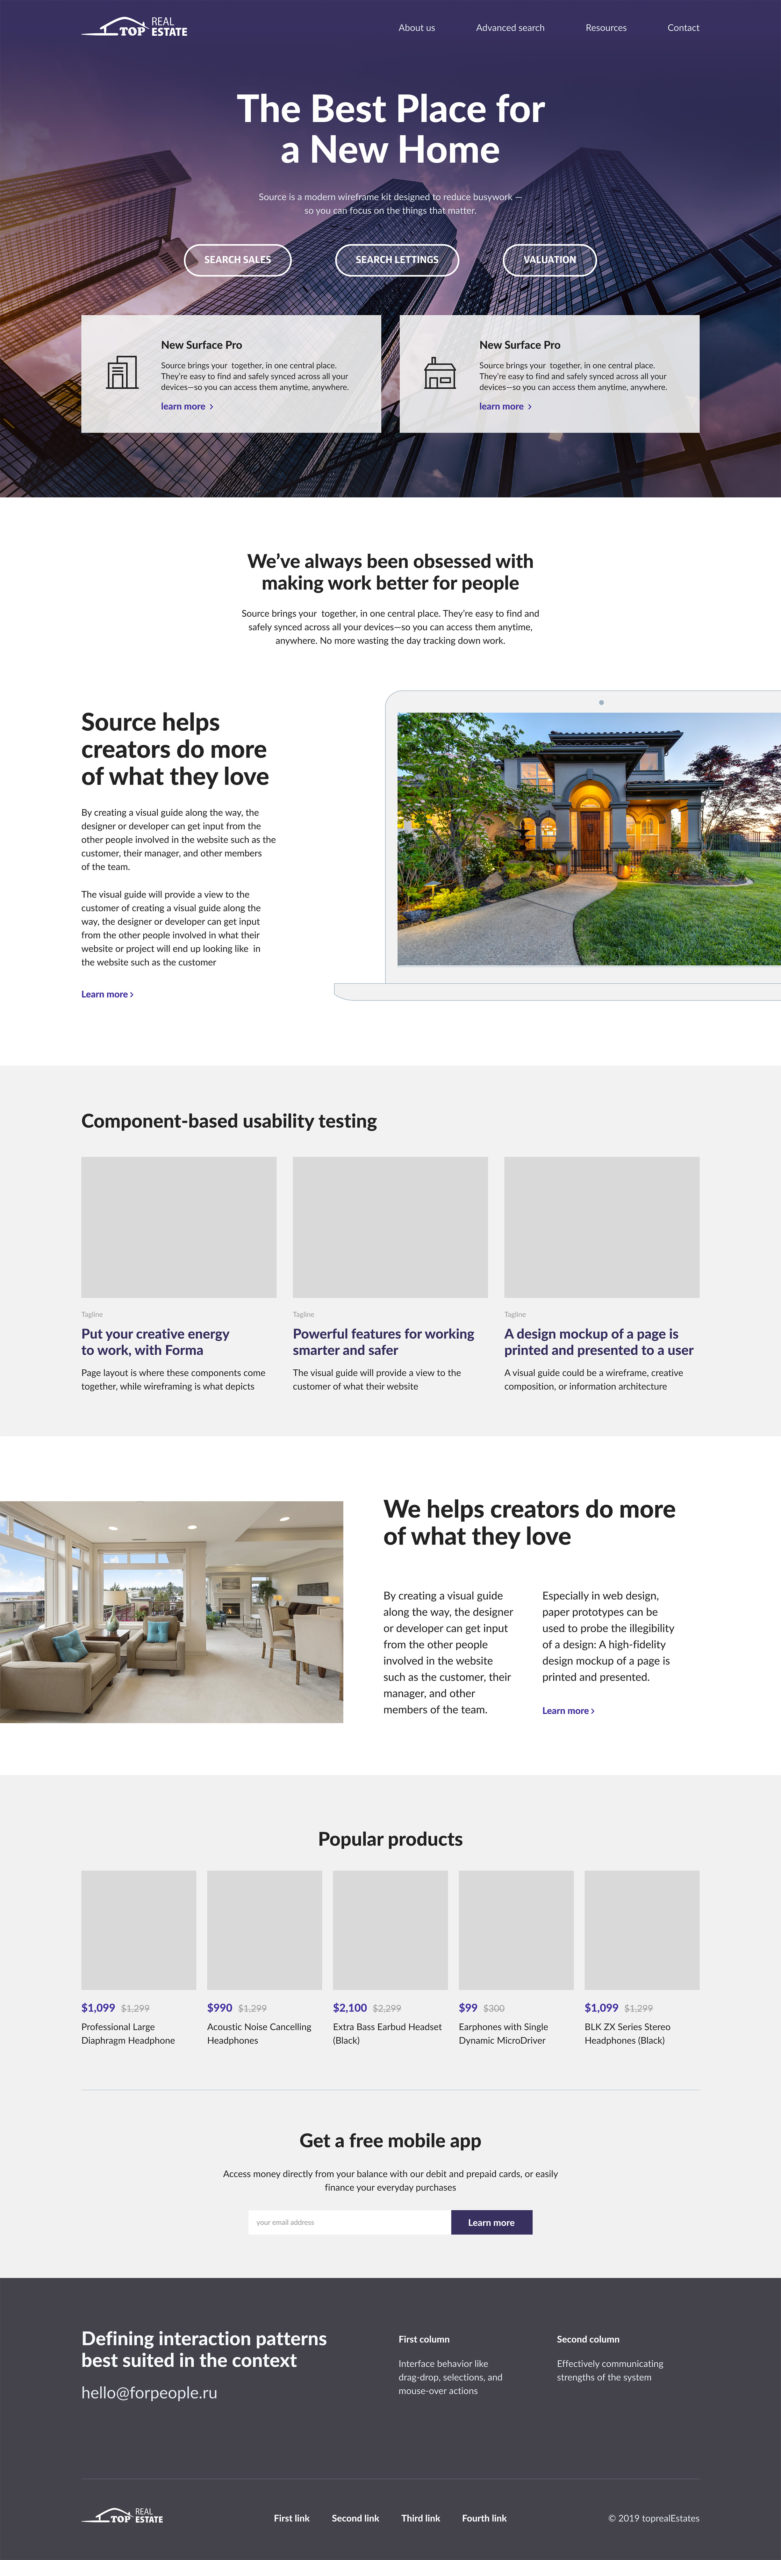 TOP REAL ESTATE
About us Advanced search Resources Contact
The Best Place for
a New Home
Source is a modern wireframe kit designed to reduce busywork —
so you can focus on the things that matter.
SEARCH SALES SEARCH LETTINGS VALUATION
New Surface Pro
Source brings your together, in one central place.
They're easy to find and safely synced across all your
devices—so you can access them anytime, anywhere.
learn more >
New Surface Pro
Source brings your together, in one central place.
They're easy to find and safely synced across all your
devices—so you can access them anytime, anywhere.
learn more >
We've always been obsessed with
making work better for people
Source brings your together, in one central place. They're easy to find and
safely synced across all your devices—so you can access them anytime,
anywhere. No more wasting the day tracking down work.
Source helps
creators do more
of what they love
By creating a visual guide along the way, the
designer or developer can get input from the
other people involved in the website such as the
customer, their manager, and other members
of the team.
The visual guide will provide a view to the
customer of creating a visual guide along the
way, the designer or developer can get input
from the other people involved in what their
website or project will end up looking like in
the website such as the customer
Learn more >
Component-based usability testing
Tagline
Put your creative energy
to work, with Forma
Page layout is where these components come
together, while wireframing is what depicts
Tagline
Powerful features for working
smarter and safer
The visual guide will provide a view to the
customer of what their website
Tagline
A design mockup of a page is
printed and presented to a user
A visual guide could be a wireframe, creative
composition, or information architecture
We helps creators do more
of what they love
By creating a visual guide
along the way, the designer
or developer can get input
from the other people
involved in the website
such as the customer, their
manager, and other
members of the team.
Especially in web design,
paper prototypes can be
used to probe the illegibility
of a design: A high-fidelity
design mockup of a page is
printed and presented.
Learn more >
Popular products
$1,099 $1,299
Professional Large
Diaphragm Headphone
$990 $1,299
Acoustic Noise Cancelling
Headphones
$2,100 $2,299
Extra Bass Earbud Headset
(Black)
$99 $300
Earphones with Single
Dynamic MicroDriver
$1,099 $1,299
BLK ZX Series Stereo
Headphones (Black)
Get a free mobile app
Access money directly from your balance with our debit and prepaid cards, or easily
finance your everyday purchases
your email address Learn more
Defining interaction patterns
best suited in the context
hello@forpeople.ru
First column
Interface behavior like
drag-drop, selections, and
mouse-over actions
Second column
Effectively communicating
strengths of the system
TOP REAL ESTATE
First link Second link Third link Fourth link
© 2019 toprealEstates